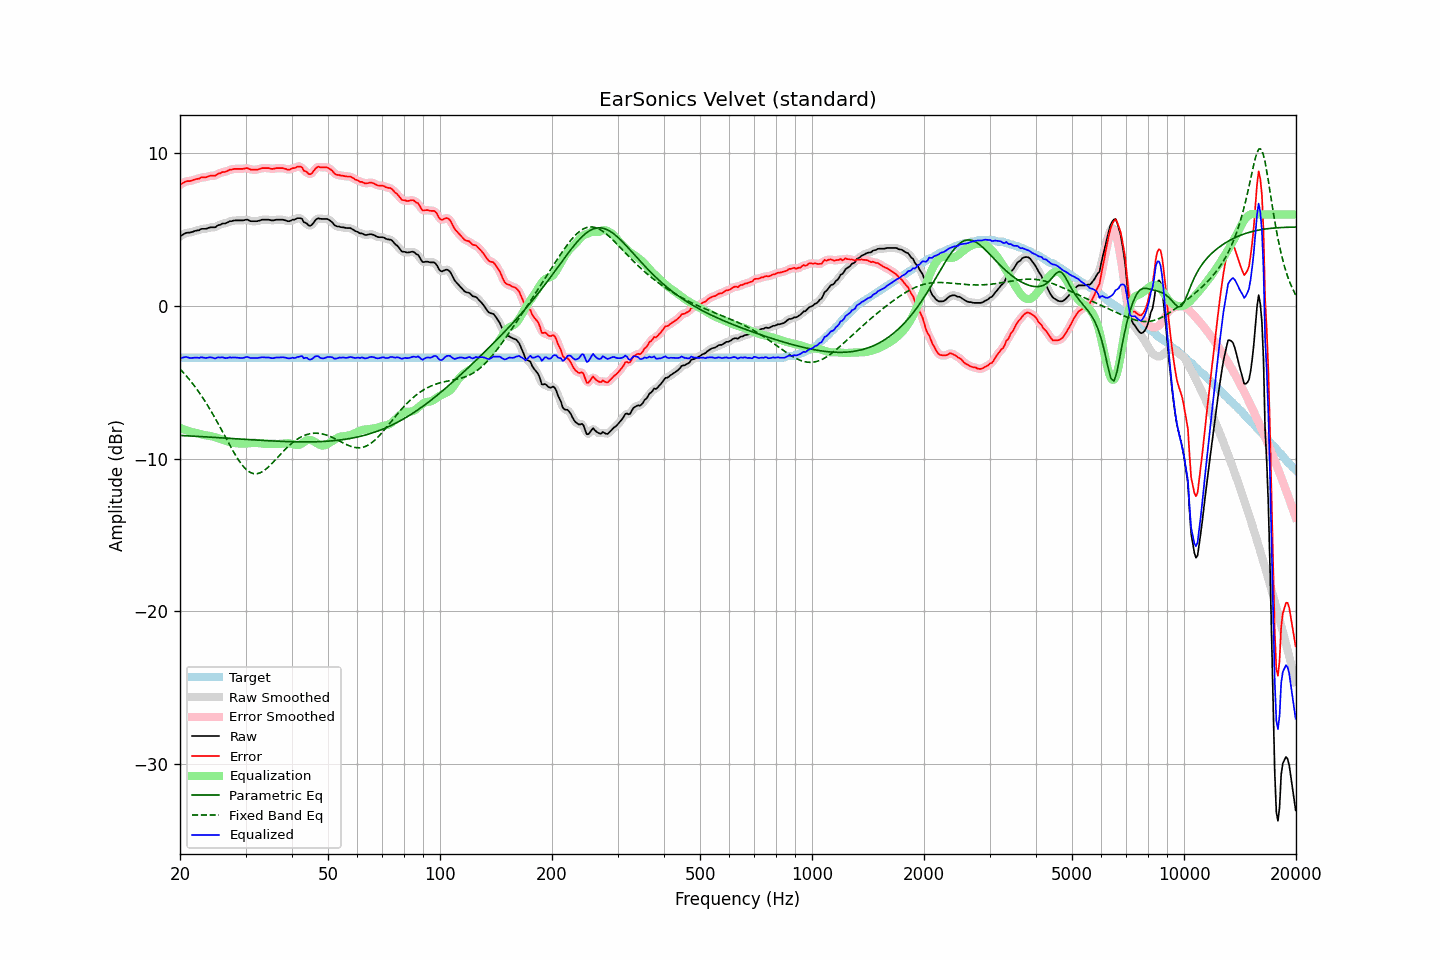 EarSonics Velvet (standard)
10
0
−10
−20
−30
Amplitude (dBr)
Target
Raw Smoothed
Error Smoothed
Raw
Error
Equalization
Parametric Eq
Fixed Band Eq
Equalized
20 50 100 200 500 1000 2000 5000 10000 20000
Frequency (Hz)